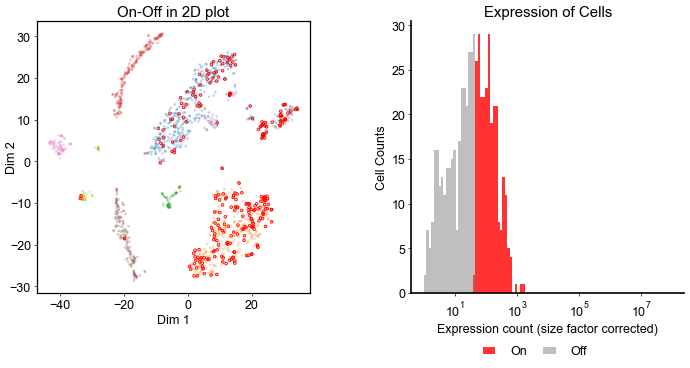 On-Off in 2D plot
30
20
10
0
−10
−20
−30
Dim 2
−40
−20
0
20
Dim 1
Expression of Cells
30
25
20
15
10
5
0
Cell Counts
10^1
10^3
10^5
10^7
Expression count (size factor corrected)
On
Off